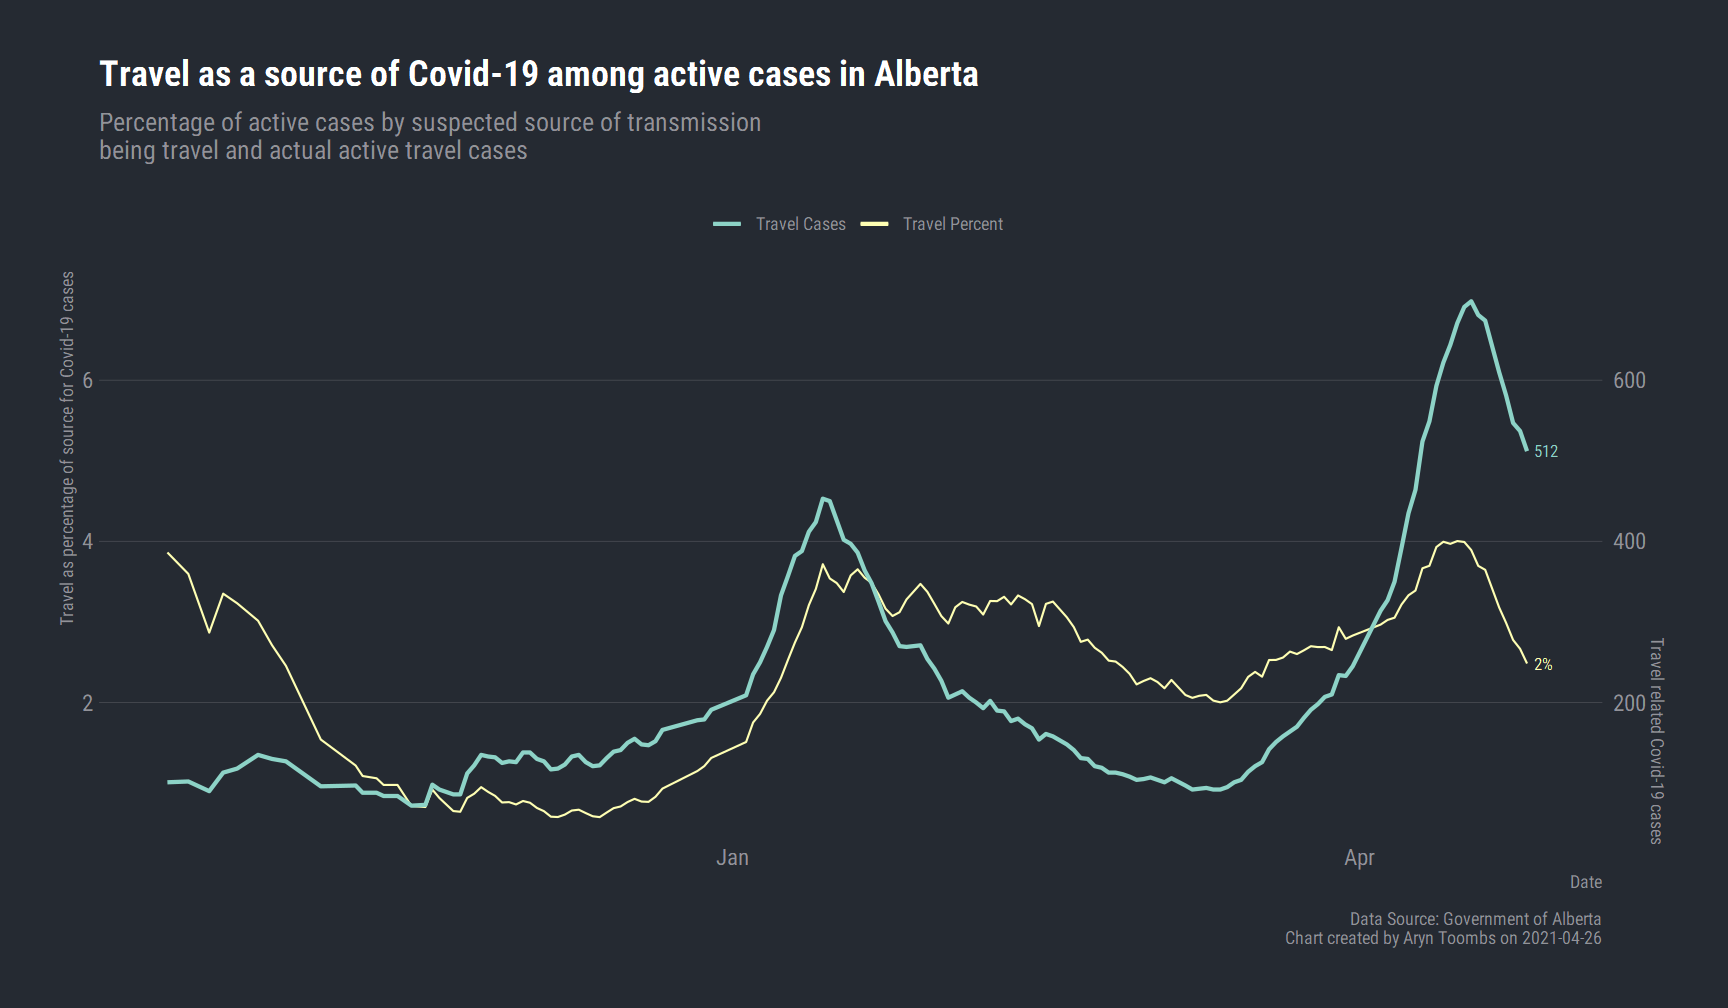 Travel as a source of Covid-19 among active cases in Alberta
Percentage of active cases by suspected source of transmission
being travel and actual active travel cases
Travel Cases
Travel Percent
Travel as percentage of source for Covid-19 cases
6
4
2
600
400
200
Travel related Covid-19 cases
512
2%
Jan
Apr
Date
Data Source: Government of Alberta
Chart created by Aryn Toombs on 2021-04-26